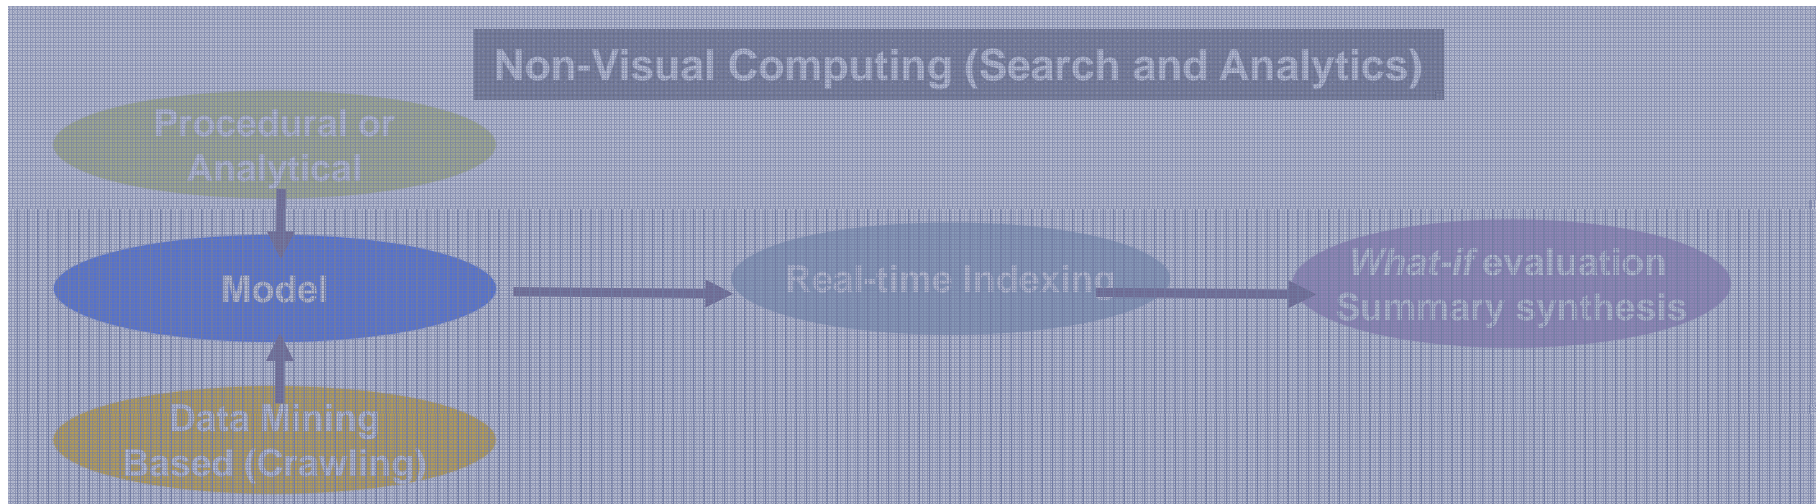 Non-Visual Computing (Search and Analytics)
Procedural or
Analytical
Model
Real-time Indexing
What-if evaluation
Summary synthesis
Data Mining
Based (Crawling)